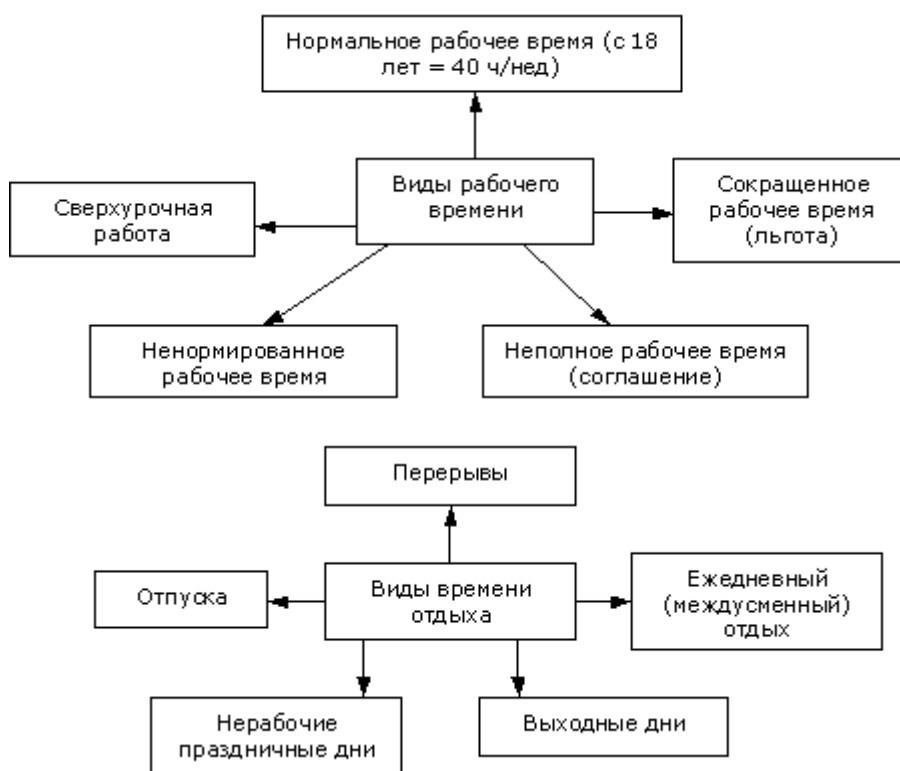 Нормальное рабочее время (с 18
лет = 40 ч/нед)
Виды рабочего
времени
Сверхурочная
работа
Сокращенное
рабочее время
(льгота)
Ненормированное
рабочее время
Неполное рабочее время
(соглашение)
Перерывы
Отпуска
Виды времени
отдыха
Ежедневный
(междусменный)
отдых
Нерабочие
праздничные дни
Выходные дни